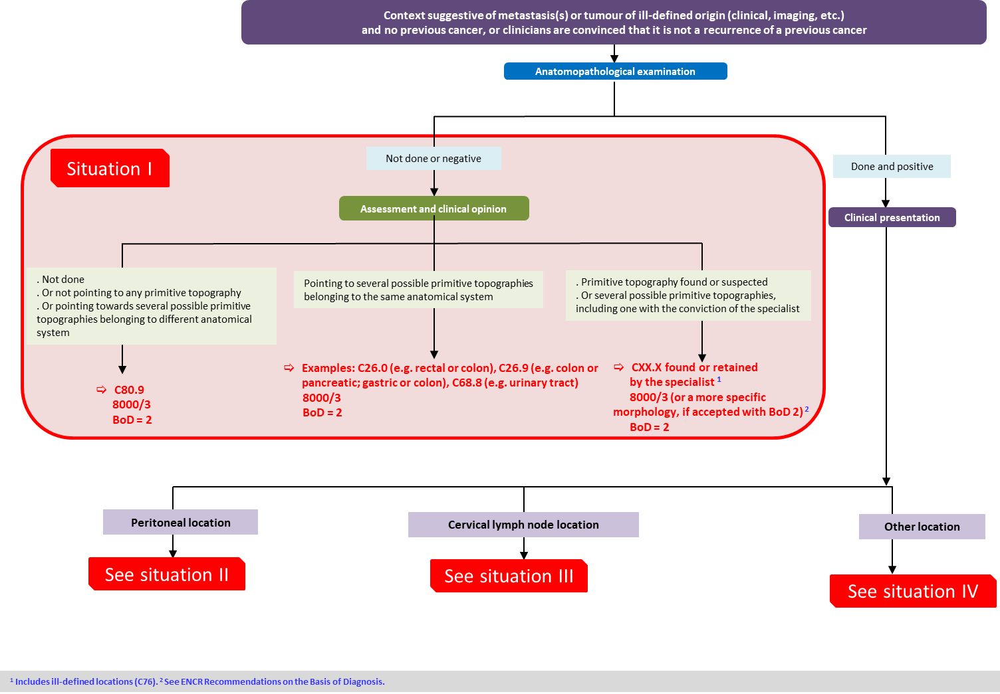 Context suggestive of metastasis(s) or tumour of ill-defined origin (clinical, imaging, etc.)
and no previous cancer, or clinicians are convinced that it is not a recurrence of a previous cancer
Anatomopathological examination
Situation I
Not done or negative
Done and positive
Assessment and clinical opinion
Clinical presentation
. Not done
. Or not pointing to any primitive topography
. Or pointing towards several possible primitive
topographies belonging to different anatomical
system
Pointing to several possible primitive topographies
belonging to the same anatomical system
. Primitive topography found or suspected
. Or several possible primitive topographies,
including one with the conviction of the specialist
➩ C80.9
8000/3
BoD = 2
➩ Examples: C26.0 (e.g. rectal or colon), C26.9 (e.g. colon or
pancreatic; gastric or colon), C68.8 (e.g. urinary tract)
8000/3
BoD = 2
➩ CXX.X found or retained
by the specialist 1
8000/3 (or a more specific
morphology, if accepted with BoD 2) 2
BoD = 2
Peritoneal location
Cervical lymph node location
Other location
See situation II
See situation III
See situation IV
1 Includes ill-defined locations (C76). 2 See ENCR Recommendations on the Basis of Diagnosis.